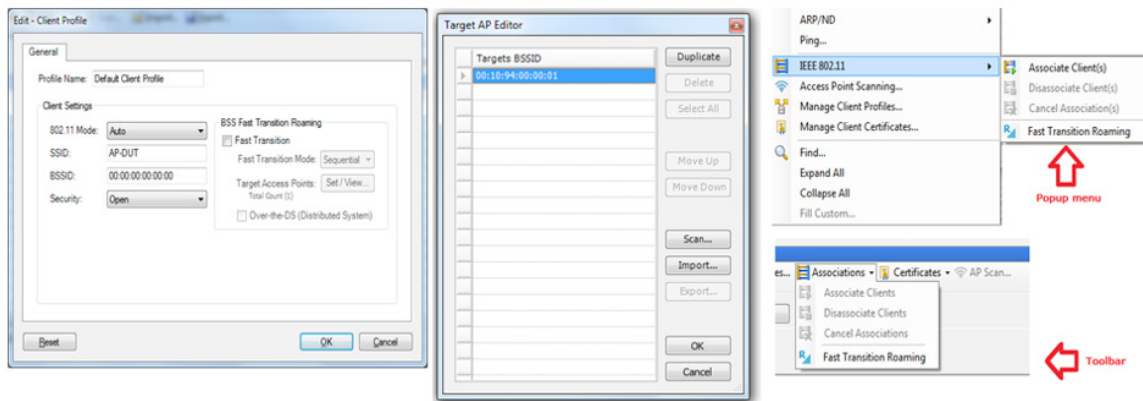 Edit - Client Profile
General
Profile Name: Default Client Profile
Client Settings
802.11 Mode: Auto
SSID: AP-DUT
BSSID: 00:00:00:00:00:00
Security: Open
BSS Fast Transition Roaming
Fast Transition
Fast Transition Mode: Sequential
Target Access Points: Set / View...
Total Count (1)
Over-the-DS (Distributed System)
Reset
OK
Cancel
Target AP Editor
Targets BSSID
00:10:94:00:00:01
Duplicate
Delete
Select All
Move Up
Move Down
Scan...
Import...
Export...
OK
Cancel
ARP/ND
Ping...
IEEE 802.11
Access Point Scanning...
Manage Client Profiles...
Manage Client Certificates...
Find...
Expand All
Collapse All
Fill Custom...
Associate Client(s)
Disassociate Client(s)
Cancel Association(s)
Fast Transition Roaming
Popup menu
es... Associations Certificates AP Scan...
Associate Clients
Disassociate Clients
Cancel Associations
Fast Transition Roaming
Toolbar